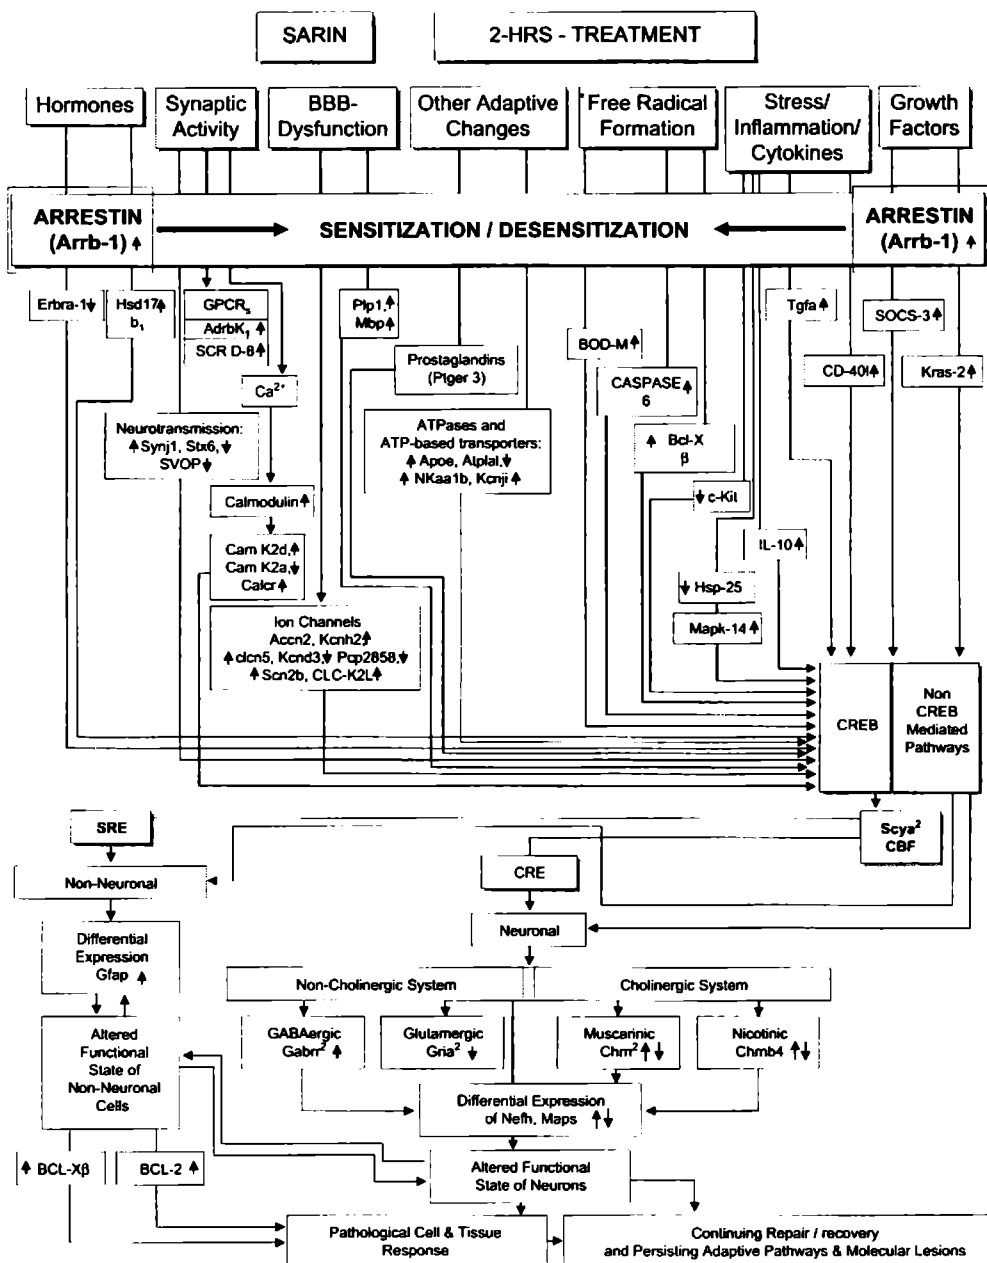 SARIN
2-HRS - TREATMENT
Hormones
Synaptic
Activity
BBB-
Dysfunction
Other Adaptive
Changes
Free Radical
Formation
Stress/
Inflammation/
Cytokines
Growth
Factors
ARRESTIN
(Arrb-1)
SENSITIZATION / DESENSITIZATION
ARRESTIN
(Arrb-1)
Erbra-1
Hsd17
b1
GPCRs
AdrbK1
SCR D-8
Ca2+
Neurotransmission:
Synj1, Stx6,
SVOP
Calmodulin
Cam K2d,
Cam K2a,
Calcr
Ion Channels
Accn2, Kcnh2,
clcn5, Kcnd3, Pcp2858,
Scn2b, CLC-K2L
Plp1,
Mbp
Prostaglandins
(Ptger 3)
ATPases and
ATP-based transporters:
Apoe, Atplal,
NKaa1b, Kcnji
BOD-M
CASPASE
6
Bcl-X
β
c-Kit
Hsp-25
Mapk-14
IL-10
Tgfa
CD-40l
SOCS-3
Kras-2
CREB
Non
CREB
Mediated
Pathways
Scya2
CBF
SRE
Non-Neuronal
Differential
Expression
Gfap
Altered
Functional
State of
Non-Neuronal
Cells
BCL-Xβ
BCL-2
CRE
Neuronal
Non-Cholinergic System
Cholinergic System
GABAergic
Gabrr2
Glutamergic
Gria2
Muscarinic
Chrm2
Nicotinic
Chrnb4
Differential Expression
of Nefh, Maps
Altered Functional
State of Neurons
Pathological Cell & Tissue
Response
Continuing Repair / recovery
and Persisting Adaptive Pathways & Molecular Lesions